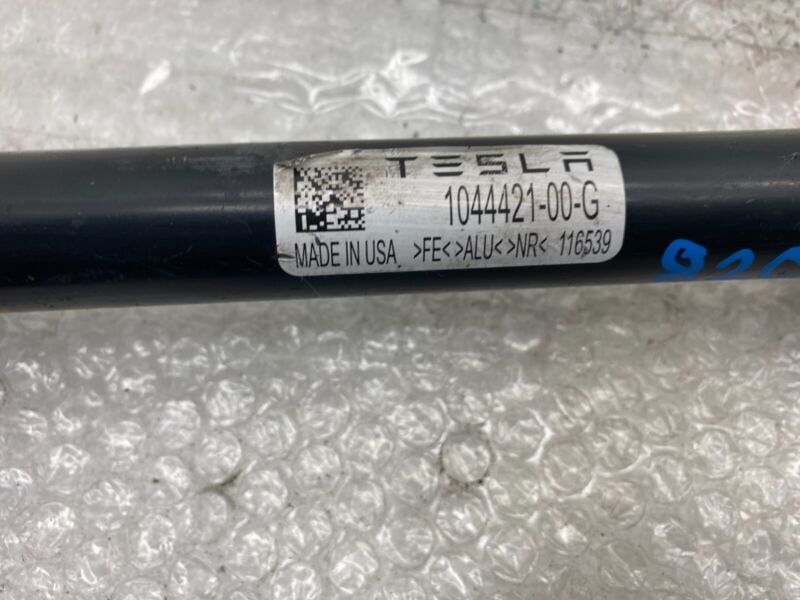 TESLA
1044421-00-G
MADE IN USA >FE<>ALU<>NR< 116539